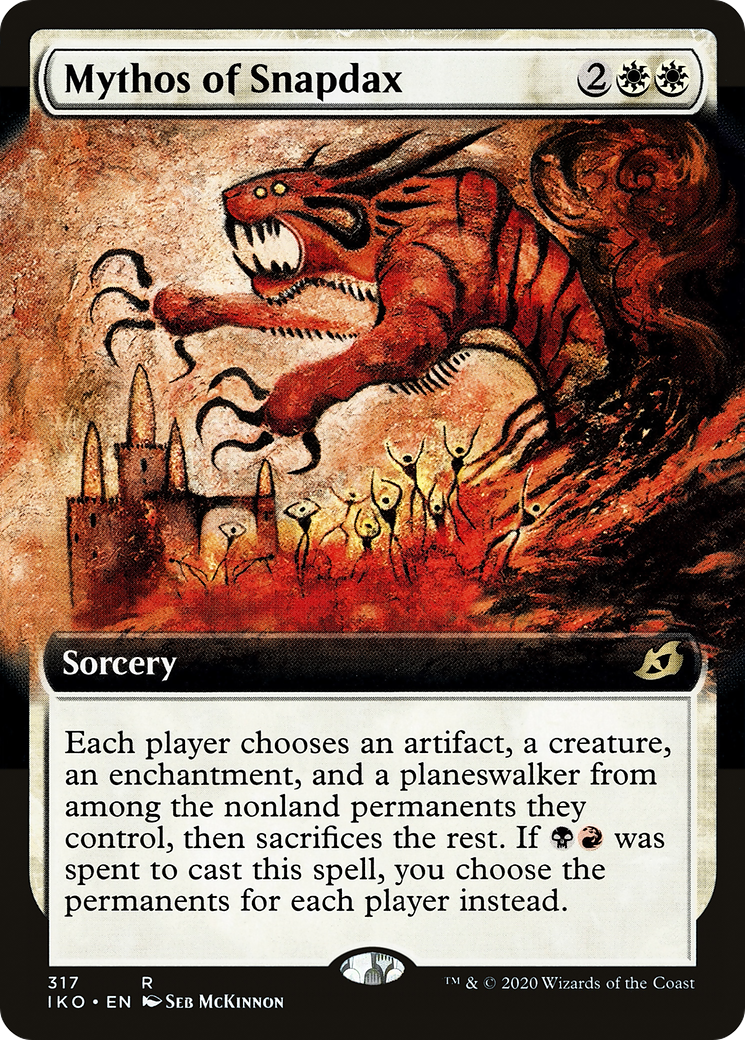 Mythos of Snapdax 2
Sorcery
Each player chooses an artifact, a creature,
an enchantment, and a planeswalker from
among the nonland permanents they
control, then sacrifices the rest. If was
spent to cast this spell, you choose the
permanents for each player instead.
317 R
IKO • EN Seb McKinnon
™ & © 2020 Wizards of the Coast